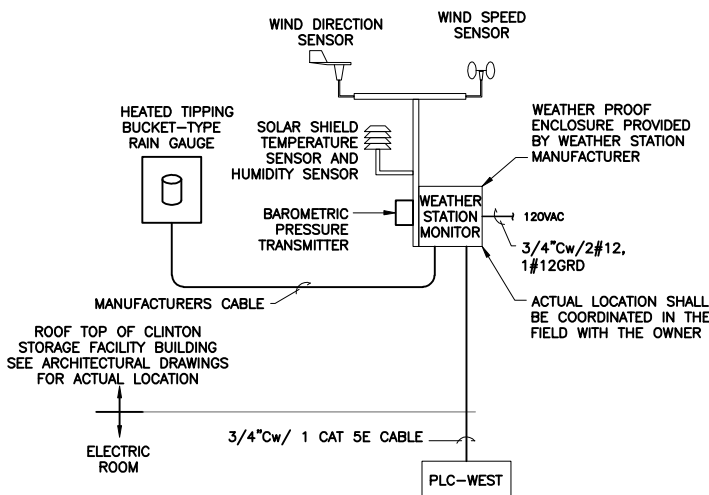 WIND DIRECTION
SENSOR
WIND SPEED
SENSOR
HEATED TIPPING
BUCKET-TYPE
RAIN GAUGE
SOLAR SHIELD
TEMPERATURE
SENSOR AND
HUMIDITY SENSOR
WEATHER PROOF
ENCLOSURE PROVIDED
BY WEATHER STATION
MANUFACTURER
BAROMETRIC
PRESSURE
TRANSMITTER
WEATHER
STATION
MONITOR
120VAC
3/4"Cw/2#12,
1#12GRD
MANUFACTURERS CABLE
ACTUAL LOCATION SHALL
BE COORDINATED IN THE
FIELD WITH THE OWNER
ROOF TOP OF CLINTON
STORAGE FACILITY BUILDING
SEE ARCHITECTURAL DRAWINGS
FOR ACTUAL LOCATION
ELECTRIC
ROOM
3/4"Cw/ 1 CAT 5E CABLE
PLC-WEST